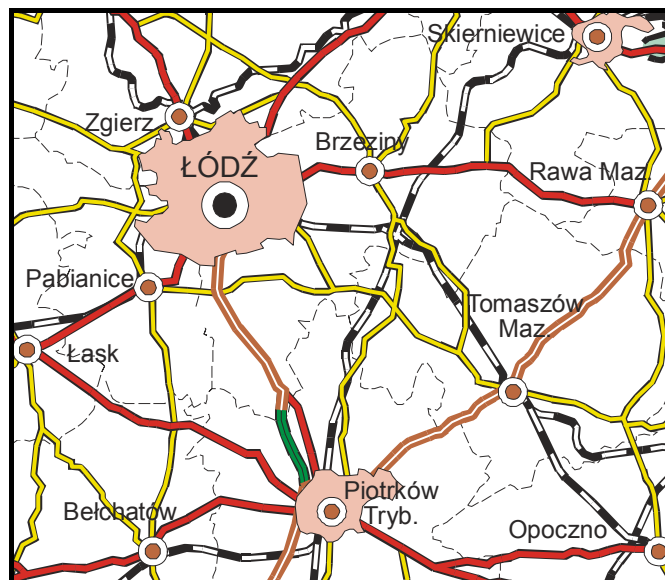 Skierniewice
Zgierz
Brzeziny
ŁÓDŹ
Rawa Maz.
Pabianice
Tomaszów
Maz.
Łask
Piotrków
Tryb.
Bełchatów
Opoczno